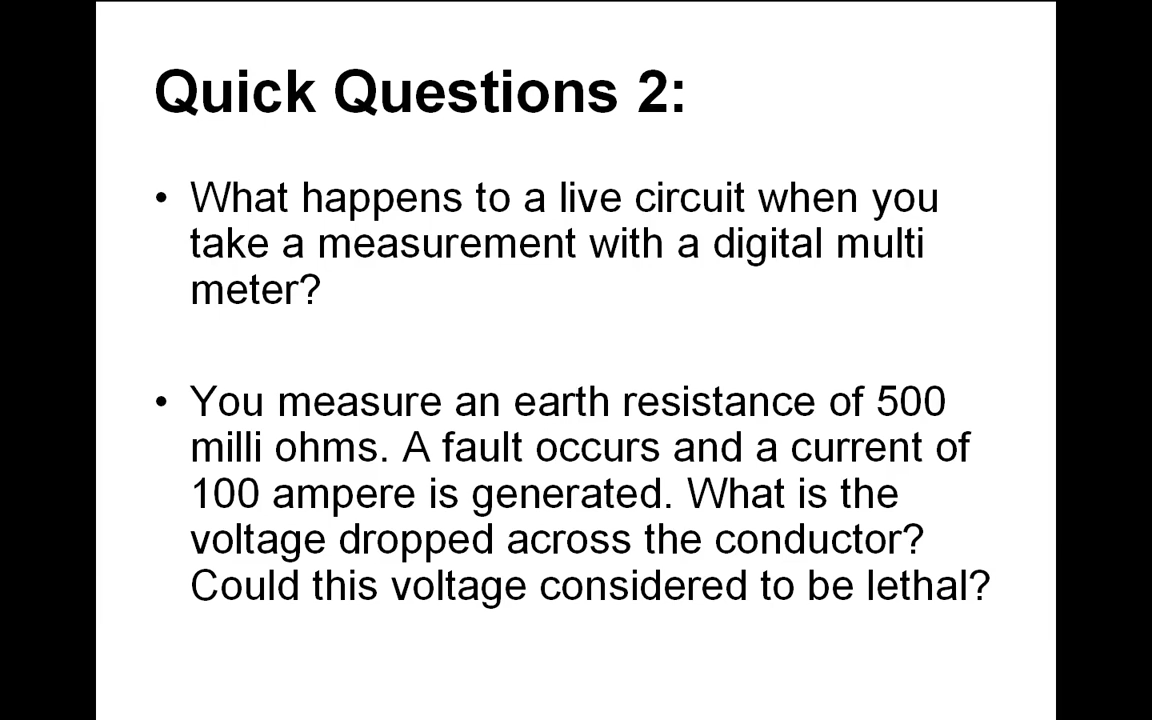 Quick Questions 2:
• What happens to a live circuit when you
take a measurement with a digital multi
meter?
• You measure an earth resistance of 500
milli ohms. A fault occurs and a current of
100 ampere is generated. What is the
voltage dropped across the conductor?
Could this voltage considered to be lethal?